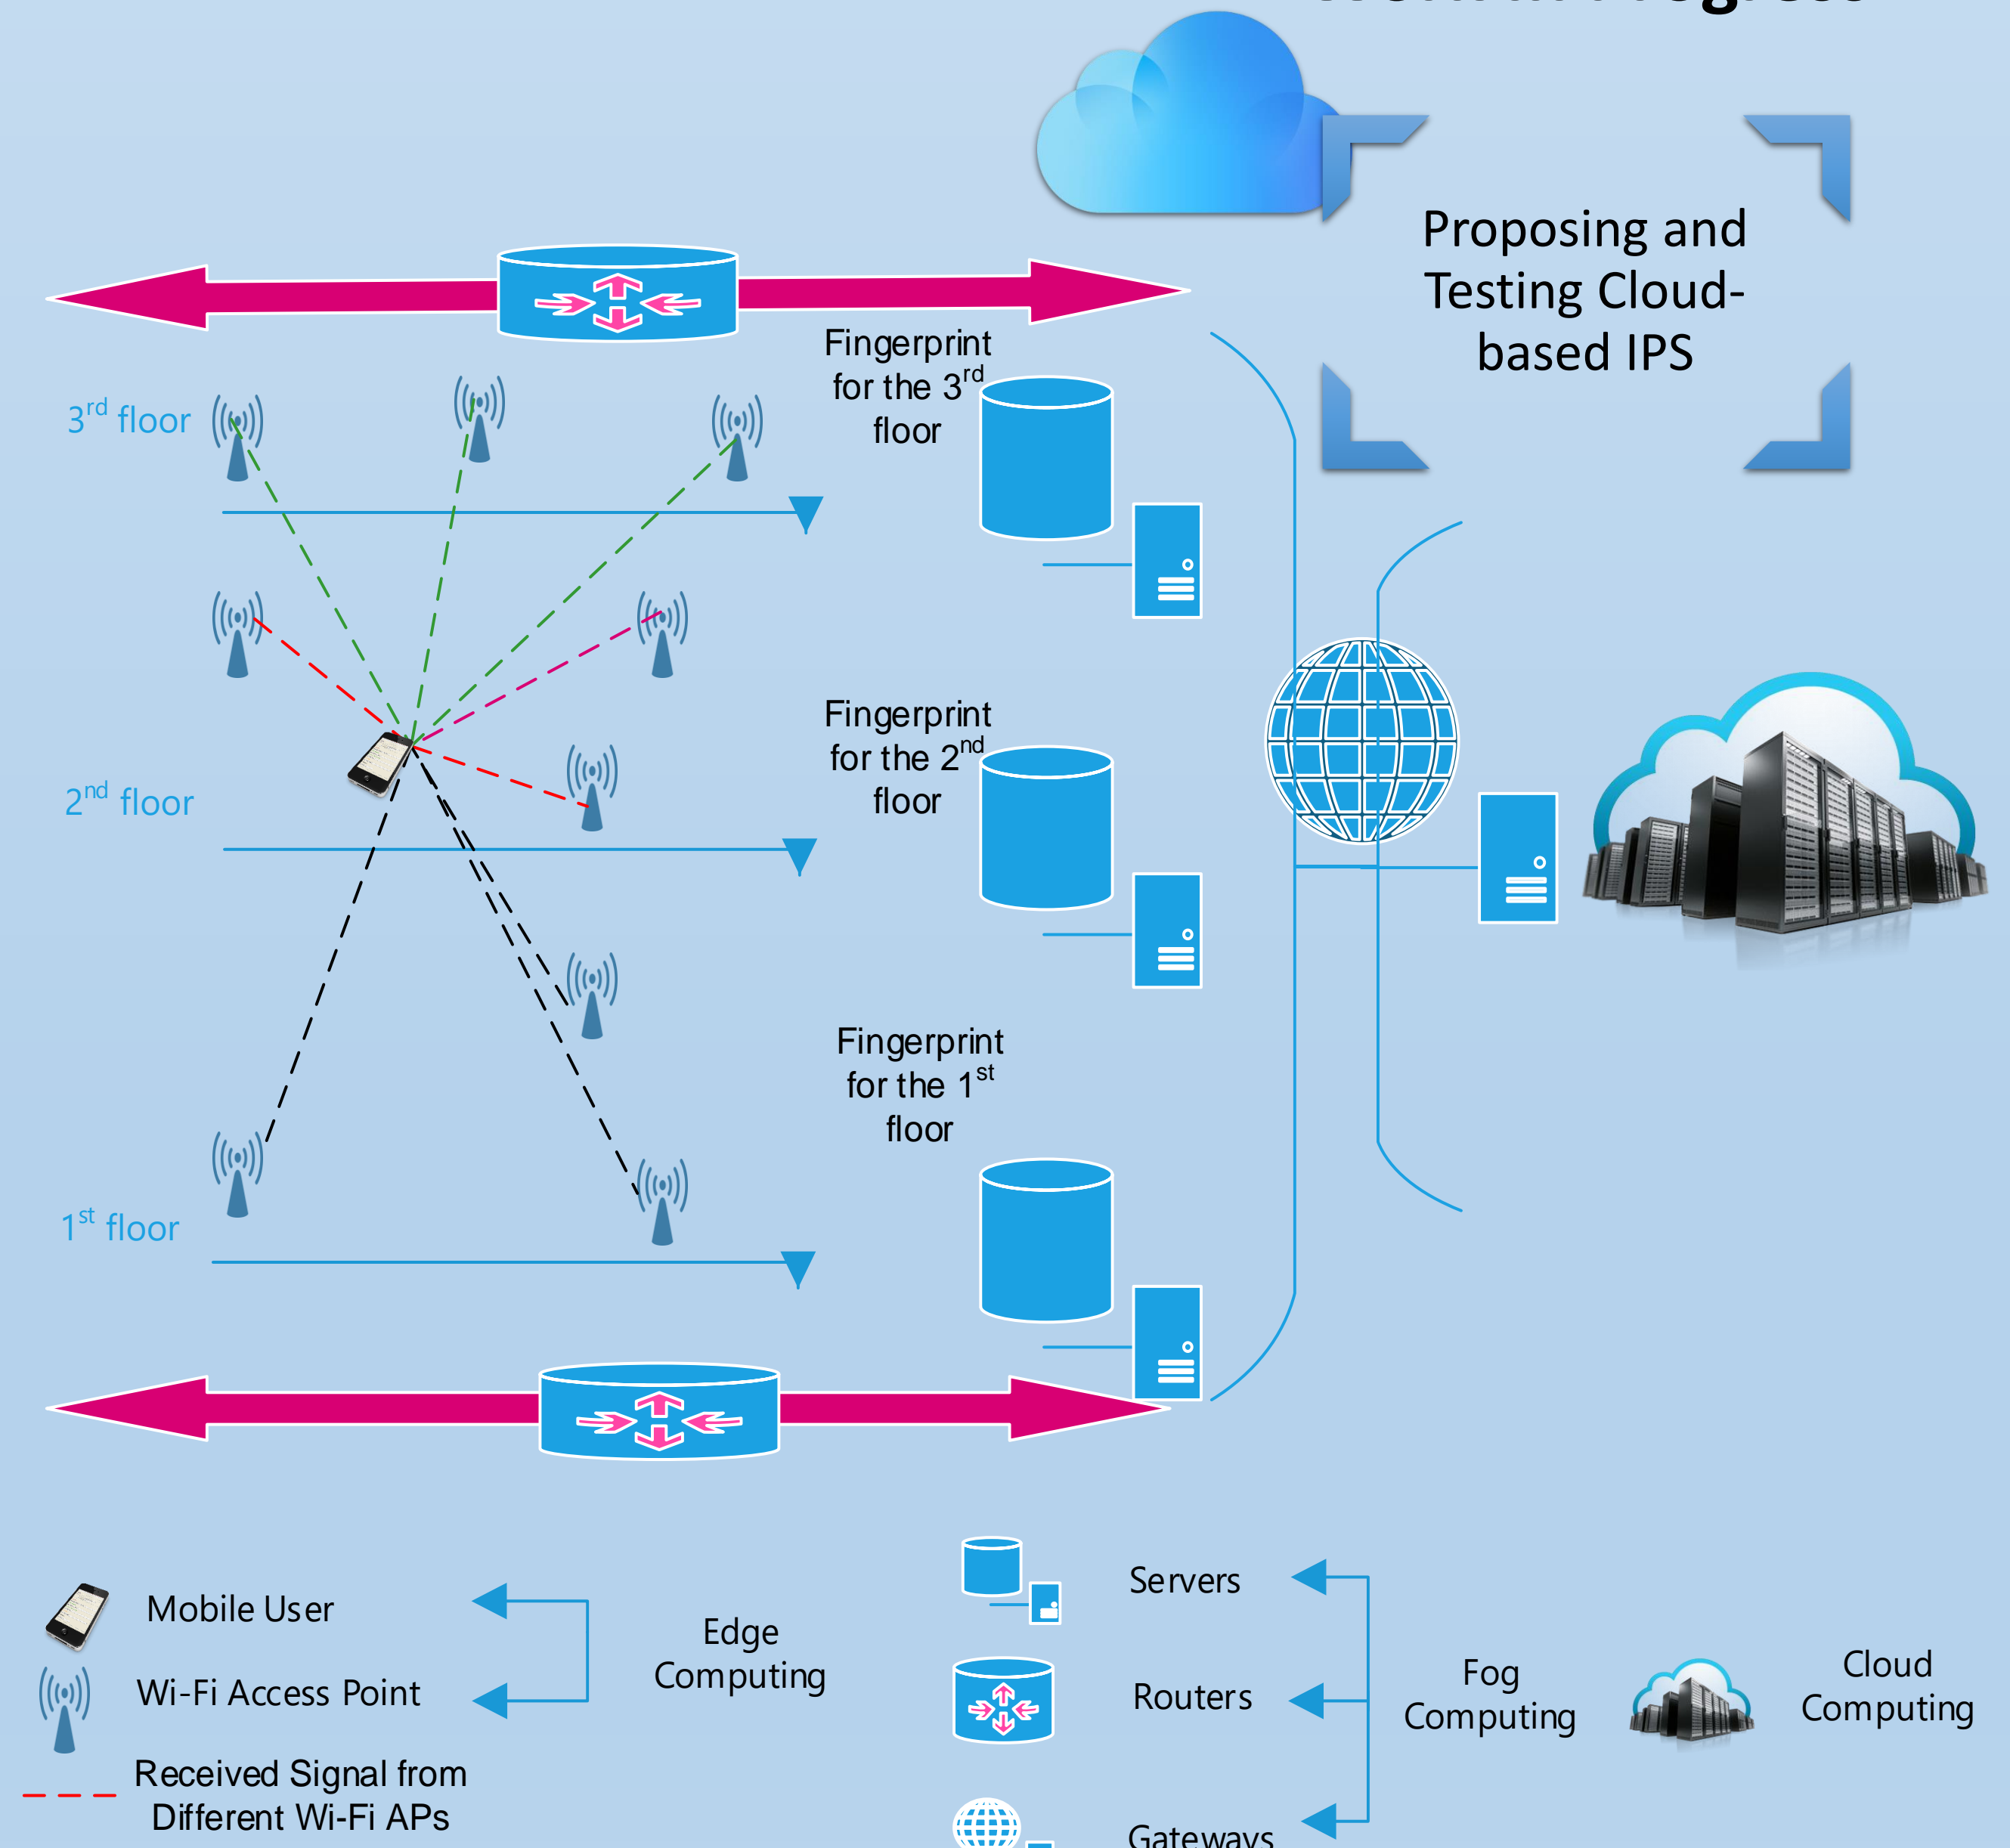 Proposing and
Testing Cloud-
based IPS
Fingerprint
for the 3rd
floor
3rd floor
Fingerprint
for the 2nd
floor
2nd floor
Fingerprint
for the 1st
floor
1st floor
Mobile User
Wi-Fi Access Point
Received Signal from
Different Wi-Fi APs
Edge
Computing
Servers
Routers
Gateways
Fog
Computing
Cloud
Computing